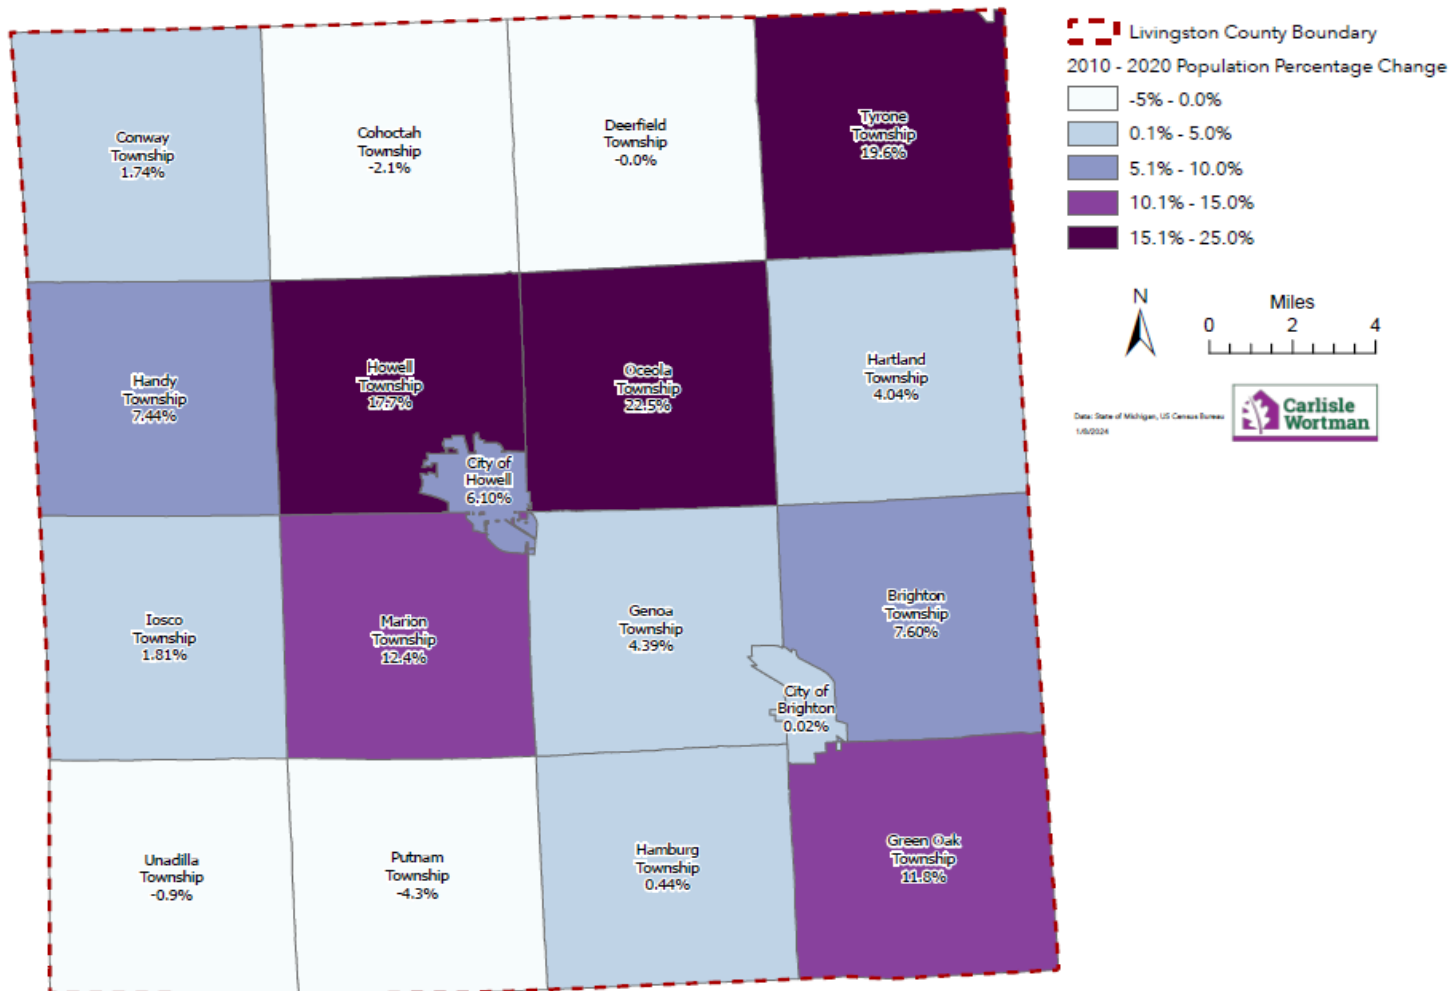 Livingston County Boundary
2010 - 2020 Population Percentage Change
-5% - 0.0%
0.1% - 5.0%
5.1% - 10.0%
10.1% - 15.0%
15.1% - 25.0%
N
Miles
0 2 4
Data: State of Michigan, US Census Bureau
1/8/2024
Carlisle
Wortman
Conway
Township
1.74%
Cohoctah
Township
-2.1%
Deerfield
Township
-0.0%
Tyrone
Township
19.6%
Handy
Township
7.44%
Howell
Township
17.7%
Oceola
Township
22.5%
Hartland
Township
4.04%
City of
Howell
6.10%
Iosco
Township
1.81%
Marion
Township
12.4%
Genoa
Township
4.39%
Brighton
Township
7.60%
City of
Brighton
0.02%
Unadilla
Township
-0.9%
Putnam
Township
-4.3%
Hamburg
Township
0.44%
Green Oak
Township
11.8%